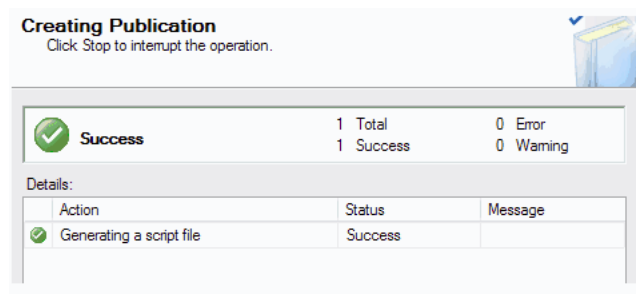 Creating Publication
Click Stop to interrupt the operation.
Success
1 Total
0 Error
1 Success
0 Warning
Details:
Action Status Message
Generating a script file Success